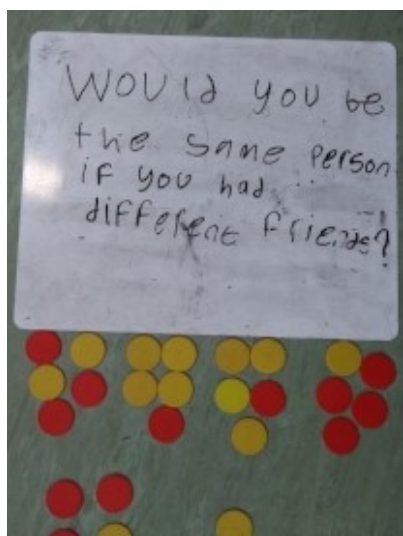 Would you be
the same person
if you had
different friends?